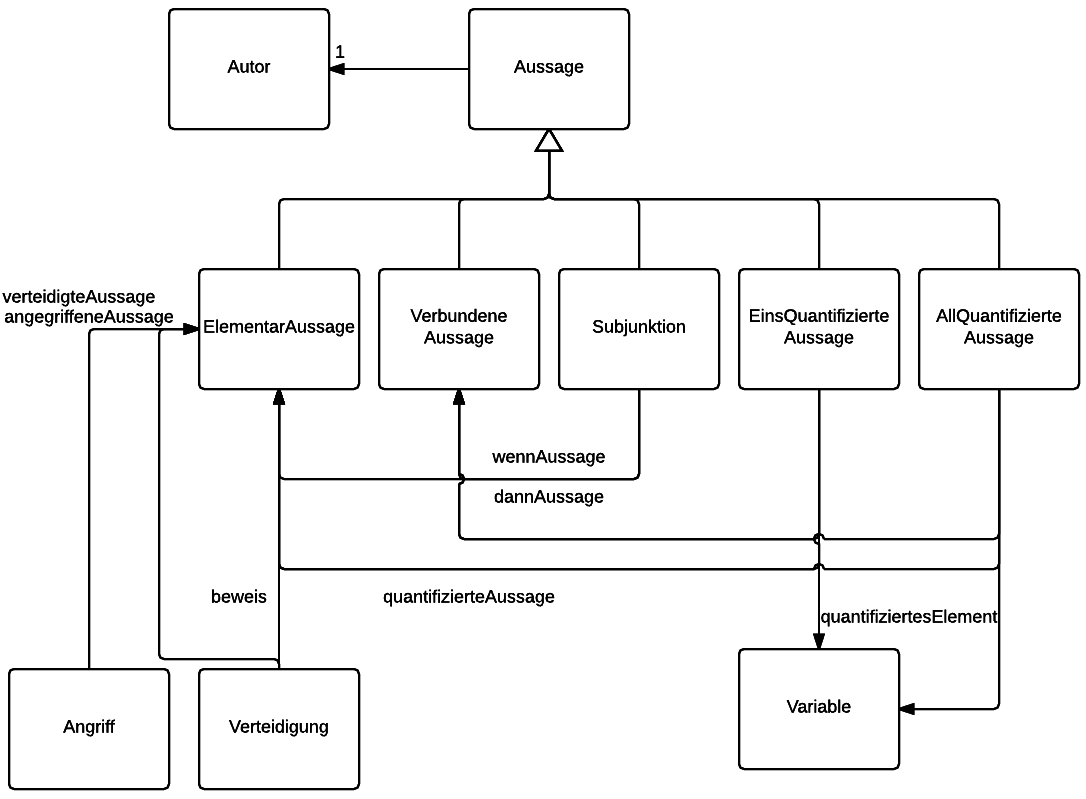 Autor
1
Aussage
verteidigteAussage
angegriffeneAussage
ElementarAussage
Verbundene
Aussage
Subjunktion
EinsQuantifizierte
Aussage
AllQuantifizierte
Aussage
wennAussage
dannAussage
beweis
quantifizierteAussage
quantifiziertesElement
Angriff
Verteidigung
Variable